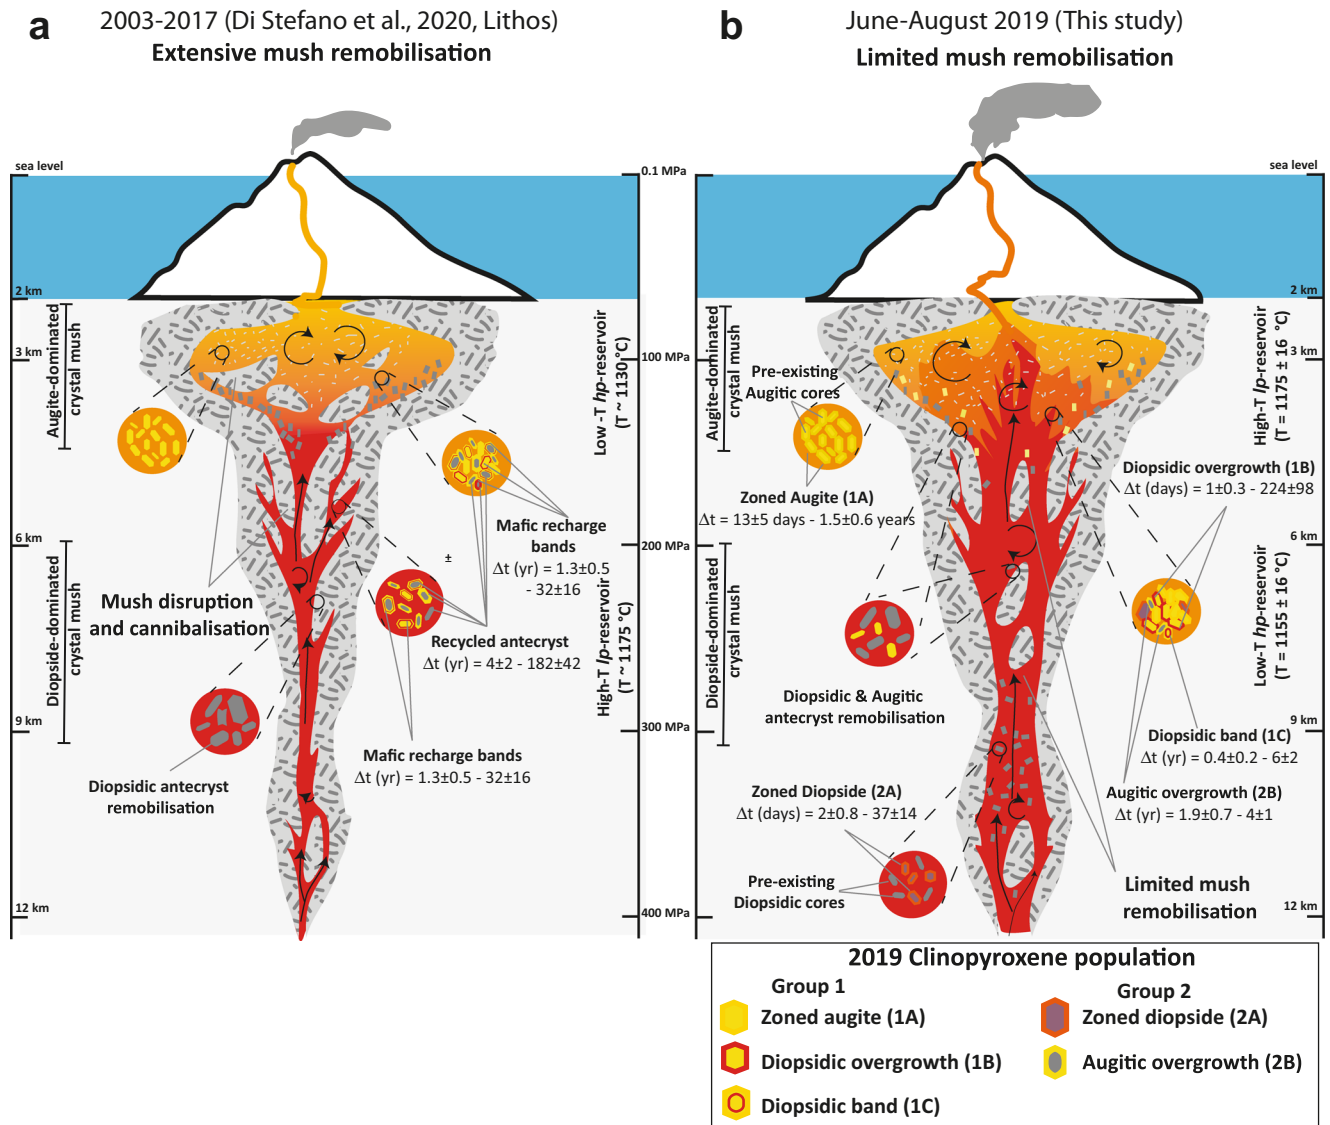 a
2003-2017 (Di Stefano et al., 2020, Lithos)
Extensive mush remobilisation
sea level
0.1 MPa
2 km
Augite-dominated
crystal mush
3 km
100 MPa
Low -T hp-reservoir
(T ~ 1130 °C)
Mafic recharge
bands
Δt (yr) = 1.3±0.5
- 32±16
±
6 km
200 MPa
Diopside-dominated
crystal mush
Mush disruption
and cannibalisation
Recycled antecryst
Δt (yr) = 4±2 - 182±42
High-T lp-reservoir
(T ~ 1175 °C)
9 km
300 MPa
Mafic recharge bands
Δt (yr) = 1.3±0.5 - 32±16
Diopsidic antecryst
remobilisation
12 km
400 MPa
b
June-August 2019 (This study)
Limited mush remobilisation
sea level
2 km
Augite-dominated
crystal mush
Pre-existing
Augitic cores
High-T lp-reservoir
(T = 1175 ± 16 °C)
3 km
Zoned Augite (1A)
Δt = 13±5 days - 1.5±0.6 years
Diopsidic overgrowth (1B)
Δt (days) = 1±0.3 - 224±98
6 km
Diopside-dominated
crystal mush
Low-T hp-reservoir
(T = 1155 ± 16 °C)
Diopsidic & Augitic
antecryst remobilisation
9 km
Diopsidic band (1C)
Δt (yr) = 0.4±0.2 - 6±2
Zoned Diopside (2A)
Δt (days) = 2±0.8 - 37±14
Augitic overgrowth (2B)
Δt (yr) = 1.9±0.7 - 4±1
Pre-existing
Diopsidic cores
Limited mush
remobilisation
12 km
2019 Clinopyroxene population
Group 1
Group 2
Zoned augite (1A)
Zoned diopside (2A)
Diopsidic overgrowth (1B)
Augitic overgrowth (2B)
Diopsidic band (1C)